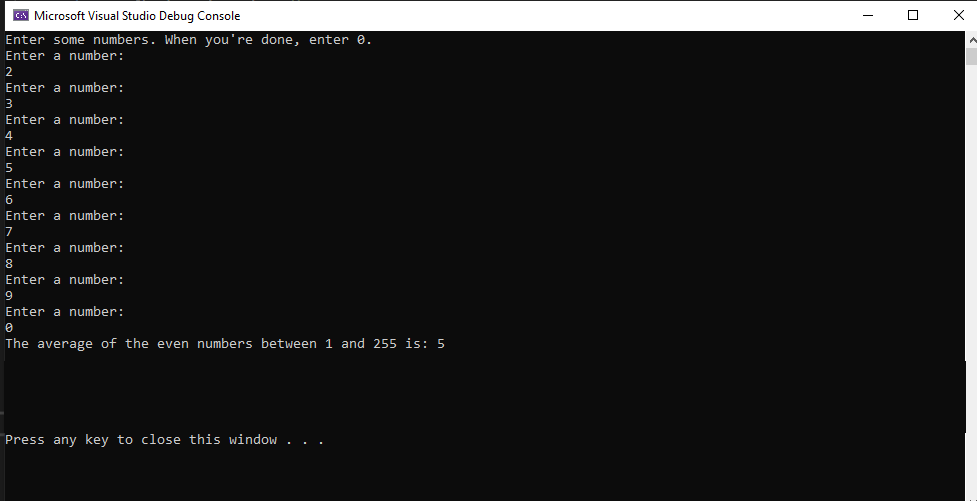 Microsoft Visual Studio Debug Console
Enter some numbers. When you're done, enter 0.
Enter a number:
2
Enter a number:
3
Enter a number:
4
Enter a number:
5
Enter a number:
6
Enter a number:
7
Enter a number:
8
Enter a number:
9
Enter a number:
0
The average of the even numbers between 1 and 255 is: 5
Press any key to close this window . . .